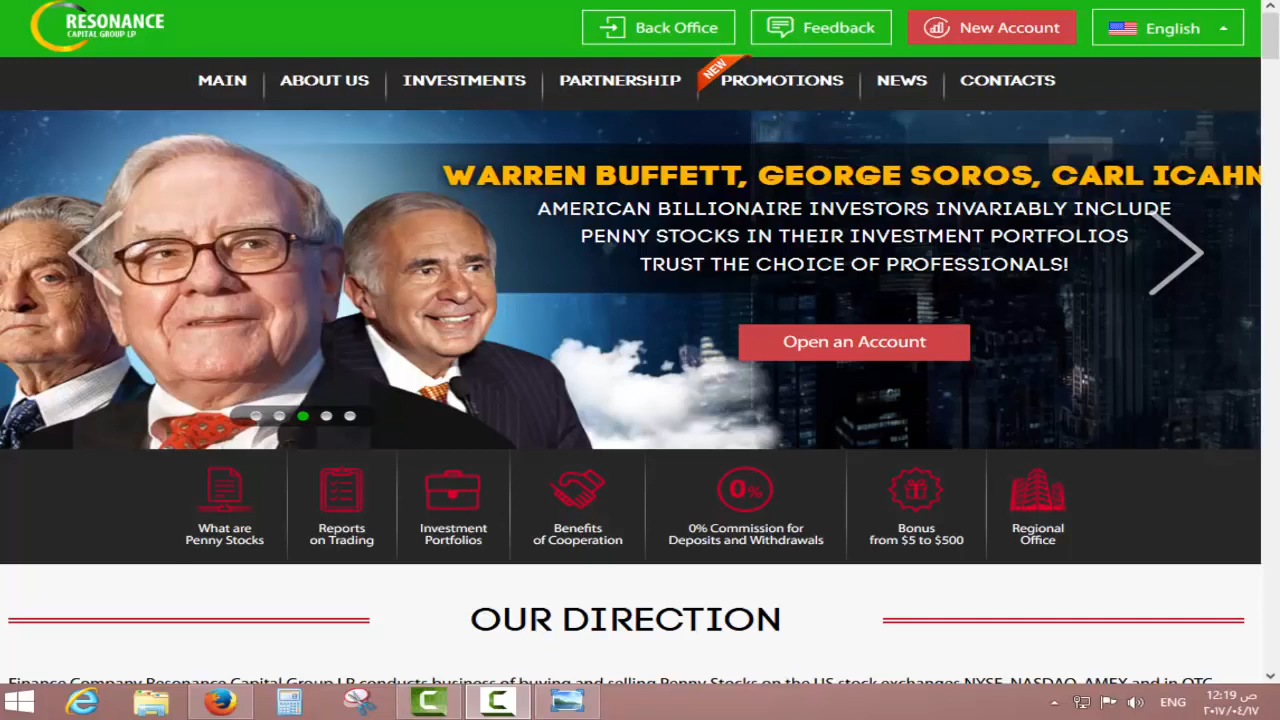 RESONANCE
CAPITAL GROUP LP
Back Office
Feedback
New Account
English
MAIN
ABOUT US
INVESTMENTS
PARTNERSHIP
NEW
PROMOTIONS
NEWS
CONTACTS
WARREN BUFFETT, GEORGE SOROS, CARL ICAHN
AMERICAN BILLIONAIRE INVESTORS INVARIABLY INCLUDE
PENNY STOCKS IN THEIR INVESTMENT PORTFOLIOS
TRUST THE CHOICE OF PROFESSIONALS!
Open an Account
What are
Penny Stocks
Reports
on Trading
Investment
Portfolios
Benefits
of Cooperation
0%
0% Commission for
Deposits and Withdrawals
Bonus
from $5 to $500
Regional
Office
OUR DIRECTION
Finance Company Resonance Capital Group LP conducts business of buying and selling Penny Stocks on the US stock exchanges NYSE, NASDAQ, AMEX and in OTC
ENG
12:19 ص
٢٠١٧/٠٤/١٧